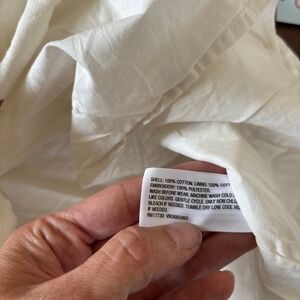 SHELL: 100% COTTON; LINING: 100%
EMBROIDERY: 100% POLYESTER.
WASH BEFORE WEAR. MACHINE WASH COLD
LIKE COLORS. GENTLE CYCLE. ONLY NON
BLEACH IF NEEDED. TUMBLE DRY LOW. COOL
IF NEEDED.
RN17730